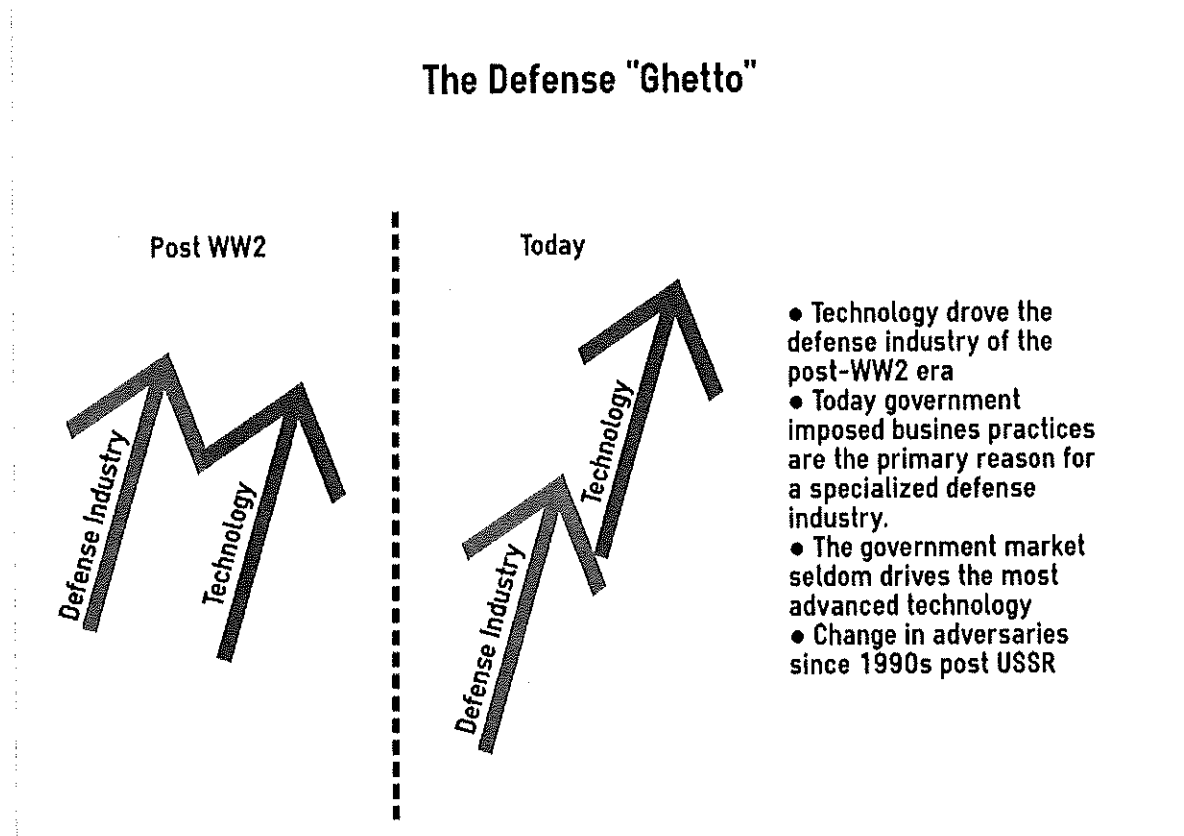 The Defense "Ghetto"
Post WW2
Defense Industry
Technology
Today
Defense Industry
Technology
● Technology drove the
defense industry of the
post-WW2 era
● Today government
imposed busines practices
are the primary reason for
a specialized defense
industry.
● The government market
seldom drives the most
advanced technology
● Change in adversaries
since 1990s post USSR